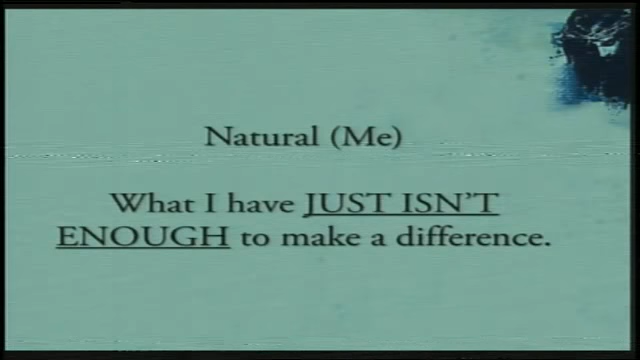 Natural (Me)
What I have JUST ISN'T
ENOUGH to make a difference.